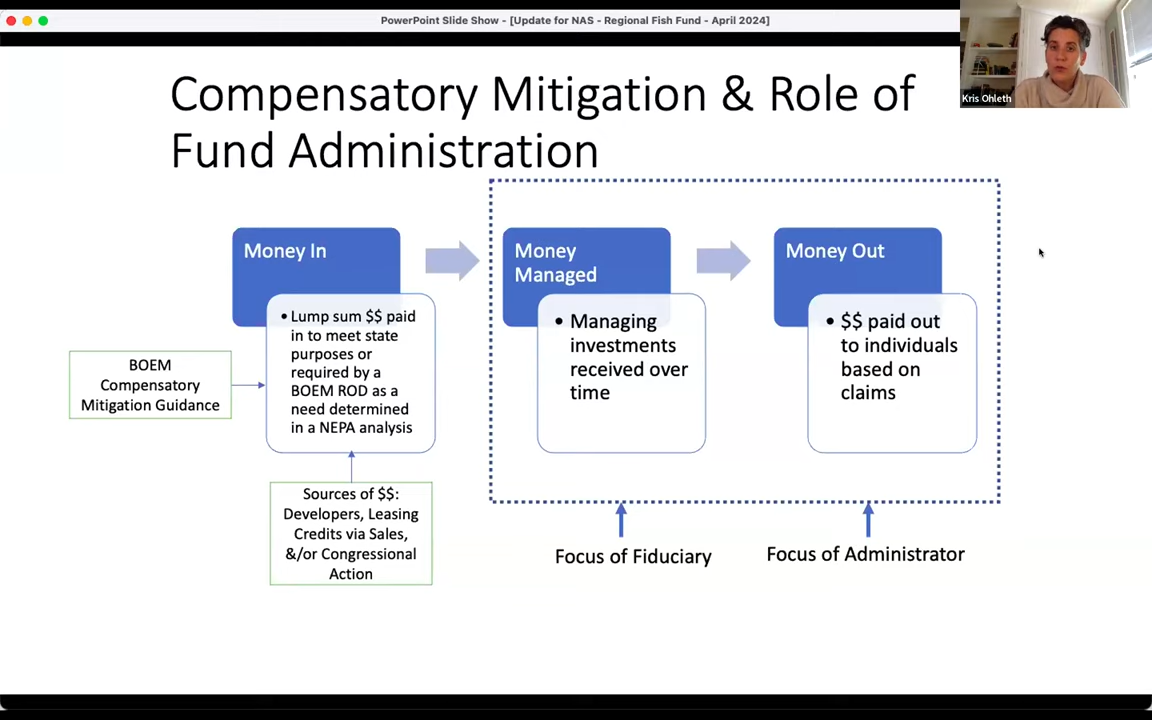 PowerPoint Slide Show - [Update for NAS - Regional Fish Fund - April 2024]
Kris Ohleth
Compensatory Mitigation & Role of
Fund Administration
Money In
• Lump sum $$ paid
in to meet state
purposes or
required by a
BOEM ROD as a
need determined
in a NEPA analysis
BOEM
Compensatory
Mitigation Guidance
Sources of $$:
Developers, Leasing
Credits via Sales,
&/or Congressional
Action
Money
Managed
• Managing
investments
received over
time
Money Out
• $$ paid out
to individuals
based on
claims
Focus of Fiduciary
Focus of Administrator